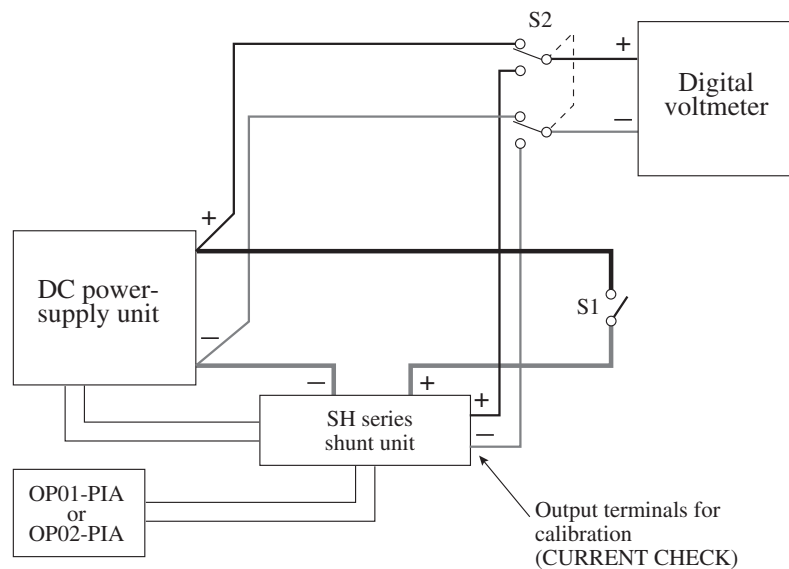 S2
+
−
Digital
voltmeter
+
DC power-
supply unit
−
S1
−
+
+
−
SH series
shunt unit
OP01-PIA
or
OP02-PIA
Output terminals for
calibration
(CURRENT CHECK)